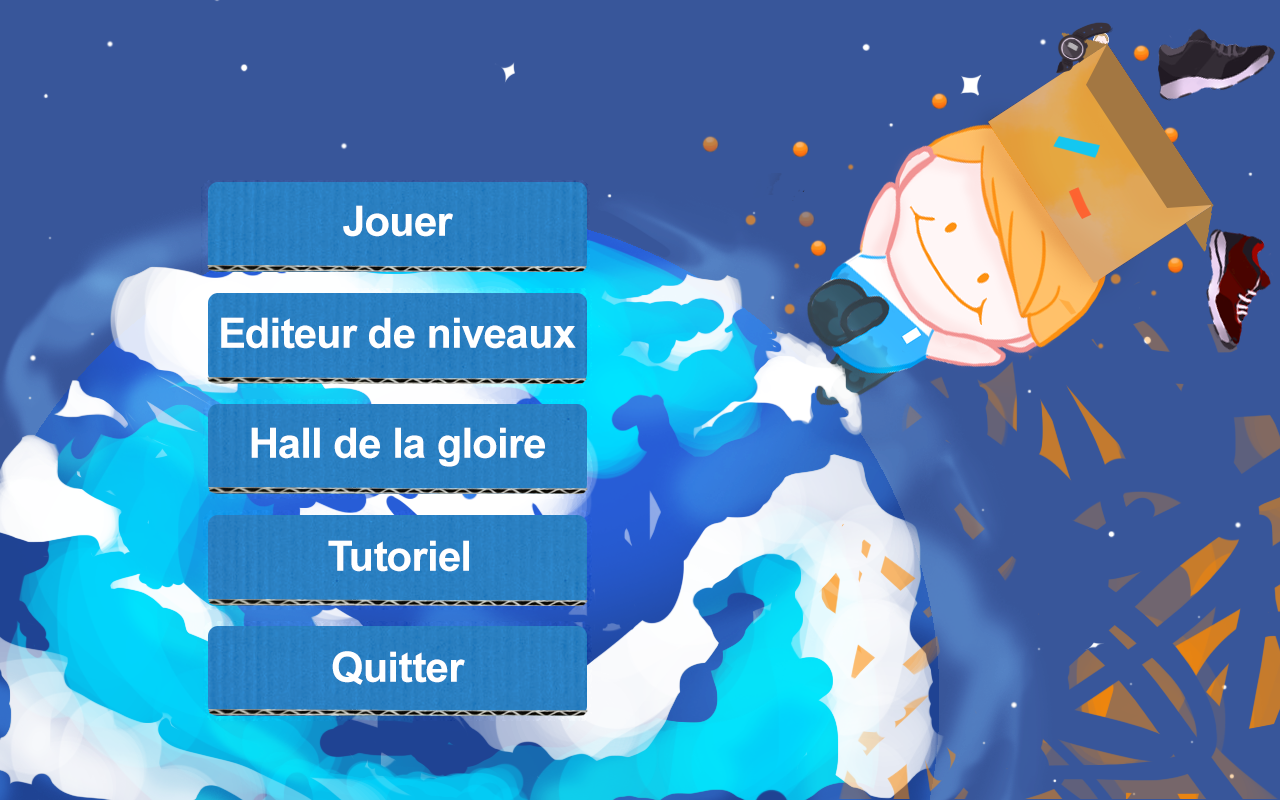 Jouer
Editeur de niveaux
Hall de la gloire
Tutoriel
Quitter